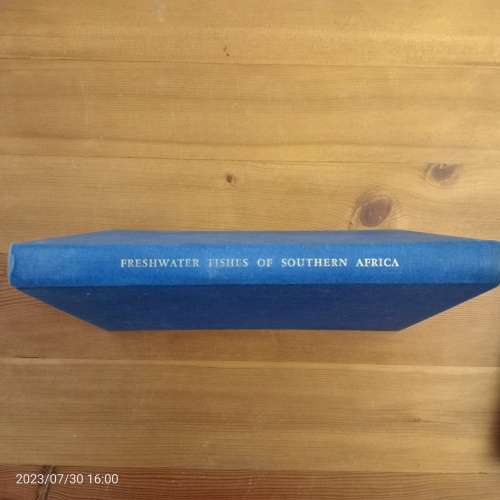 FRESHWATER FISHES OF SOUTHERN AFRICA
2023/07/30 16:00